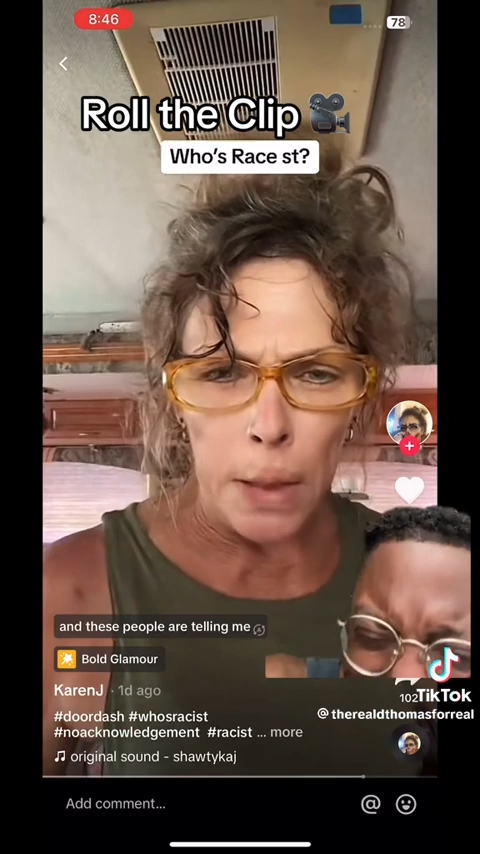 8:46
78
Roll the Clip
Who's Race st?
and these people are telling me
Bold Glamour
KarenJ · 1d ago
#doordash #whosracist
#noacknowledgement #racist ... more
original sound - shawtykaj
102
TikTok
@therealdthomasforreal
Add comment...
@